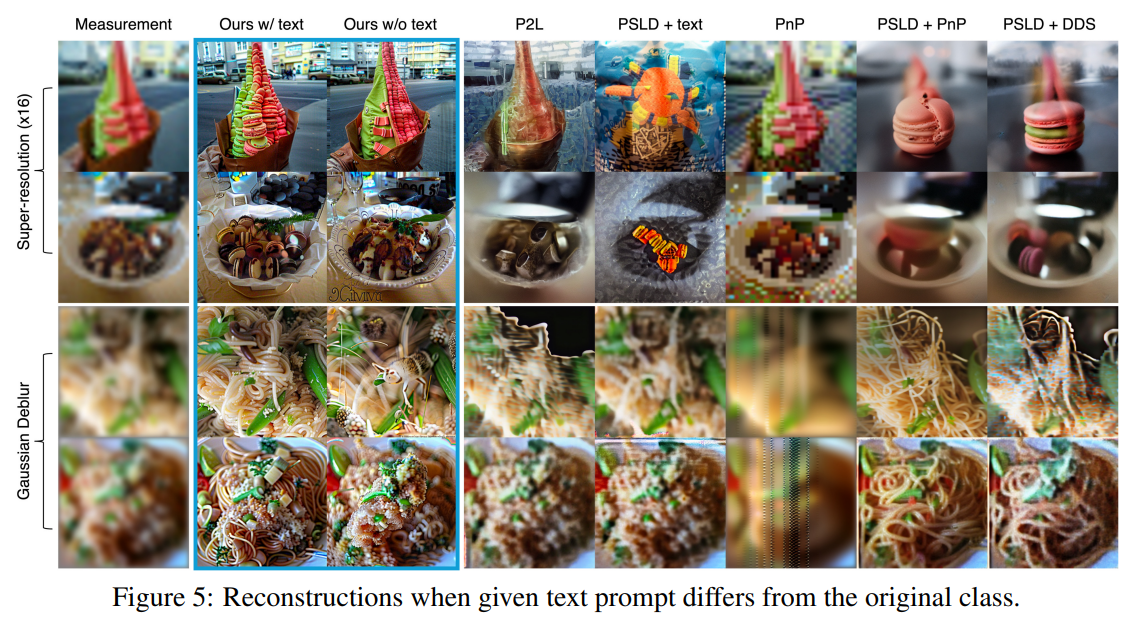 Measurement Ours w/ text Ours w/o text P2L PSLD + text PnP PSLD + PnP PSLD + DDS
Super-resolution (x16)
Gaussian Deblur
Figure 5: Reconstructions when given text prompt differs from the original class.